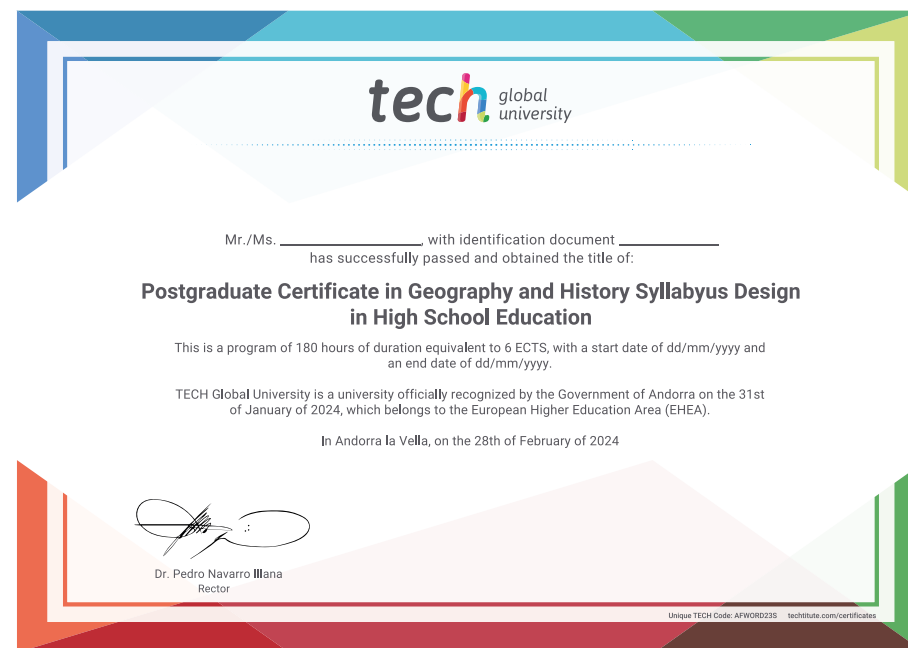 tech global
university
Mr./Ms. ____________________, with identification document ______________
has successfully passed and obtained the title of:
Postgraduate Certificate in Geography and History Syllabyus Design
in High School Education
This is a program of 180 hours of duration equivalent to 6 ECTS, with a start date of dd/mm/yyyy and
an end date of dd/mm/yyyy.
TECH Global University is a university officially recognized by the Government of Andorra on the 31st
of January of 2024, which belongs to the European Higher Education Area (EHEA).
In Andorra la Vella, on the 28th of February of 2024
Dr. Pedro Navarro Illana
Rector
Unique TECH Code: AFWORD23S techtitute.com/certificates